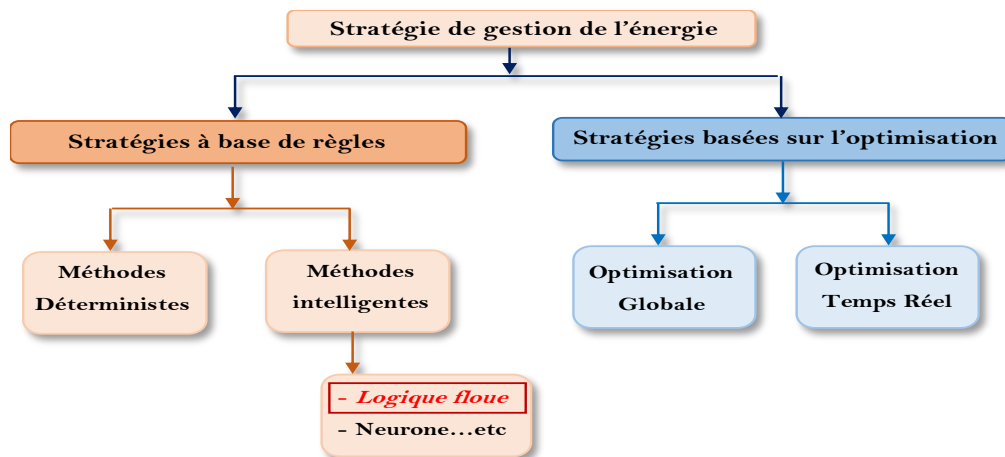 Stratégie de gestion de l'énergie
Stratégies à base de règles
Stratégies basées sur l'optimisation
Méthodes
Déterministes
Méthodes
intelligentes
Optimisation
Globale
Optimisation
Temps Réel
- Logique floue
- Neurone...etc